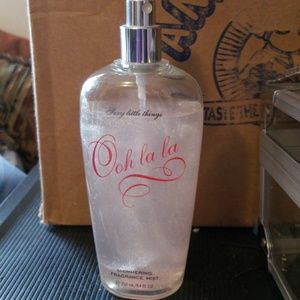 TASTE THE
Sexy little things
Ooh la la
SHIMMERING
FRAGRANCE MIST